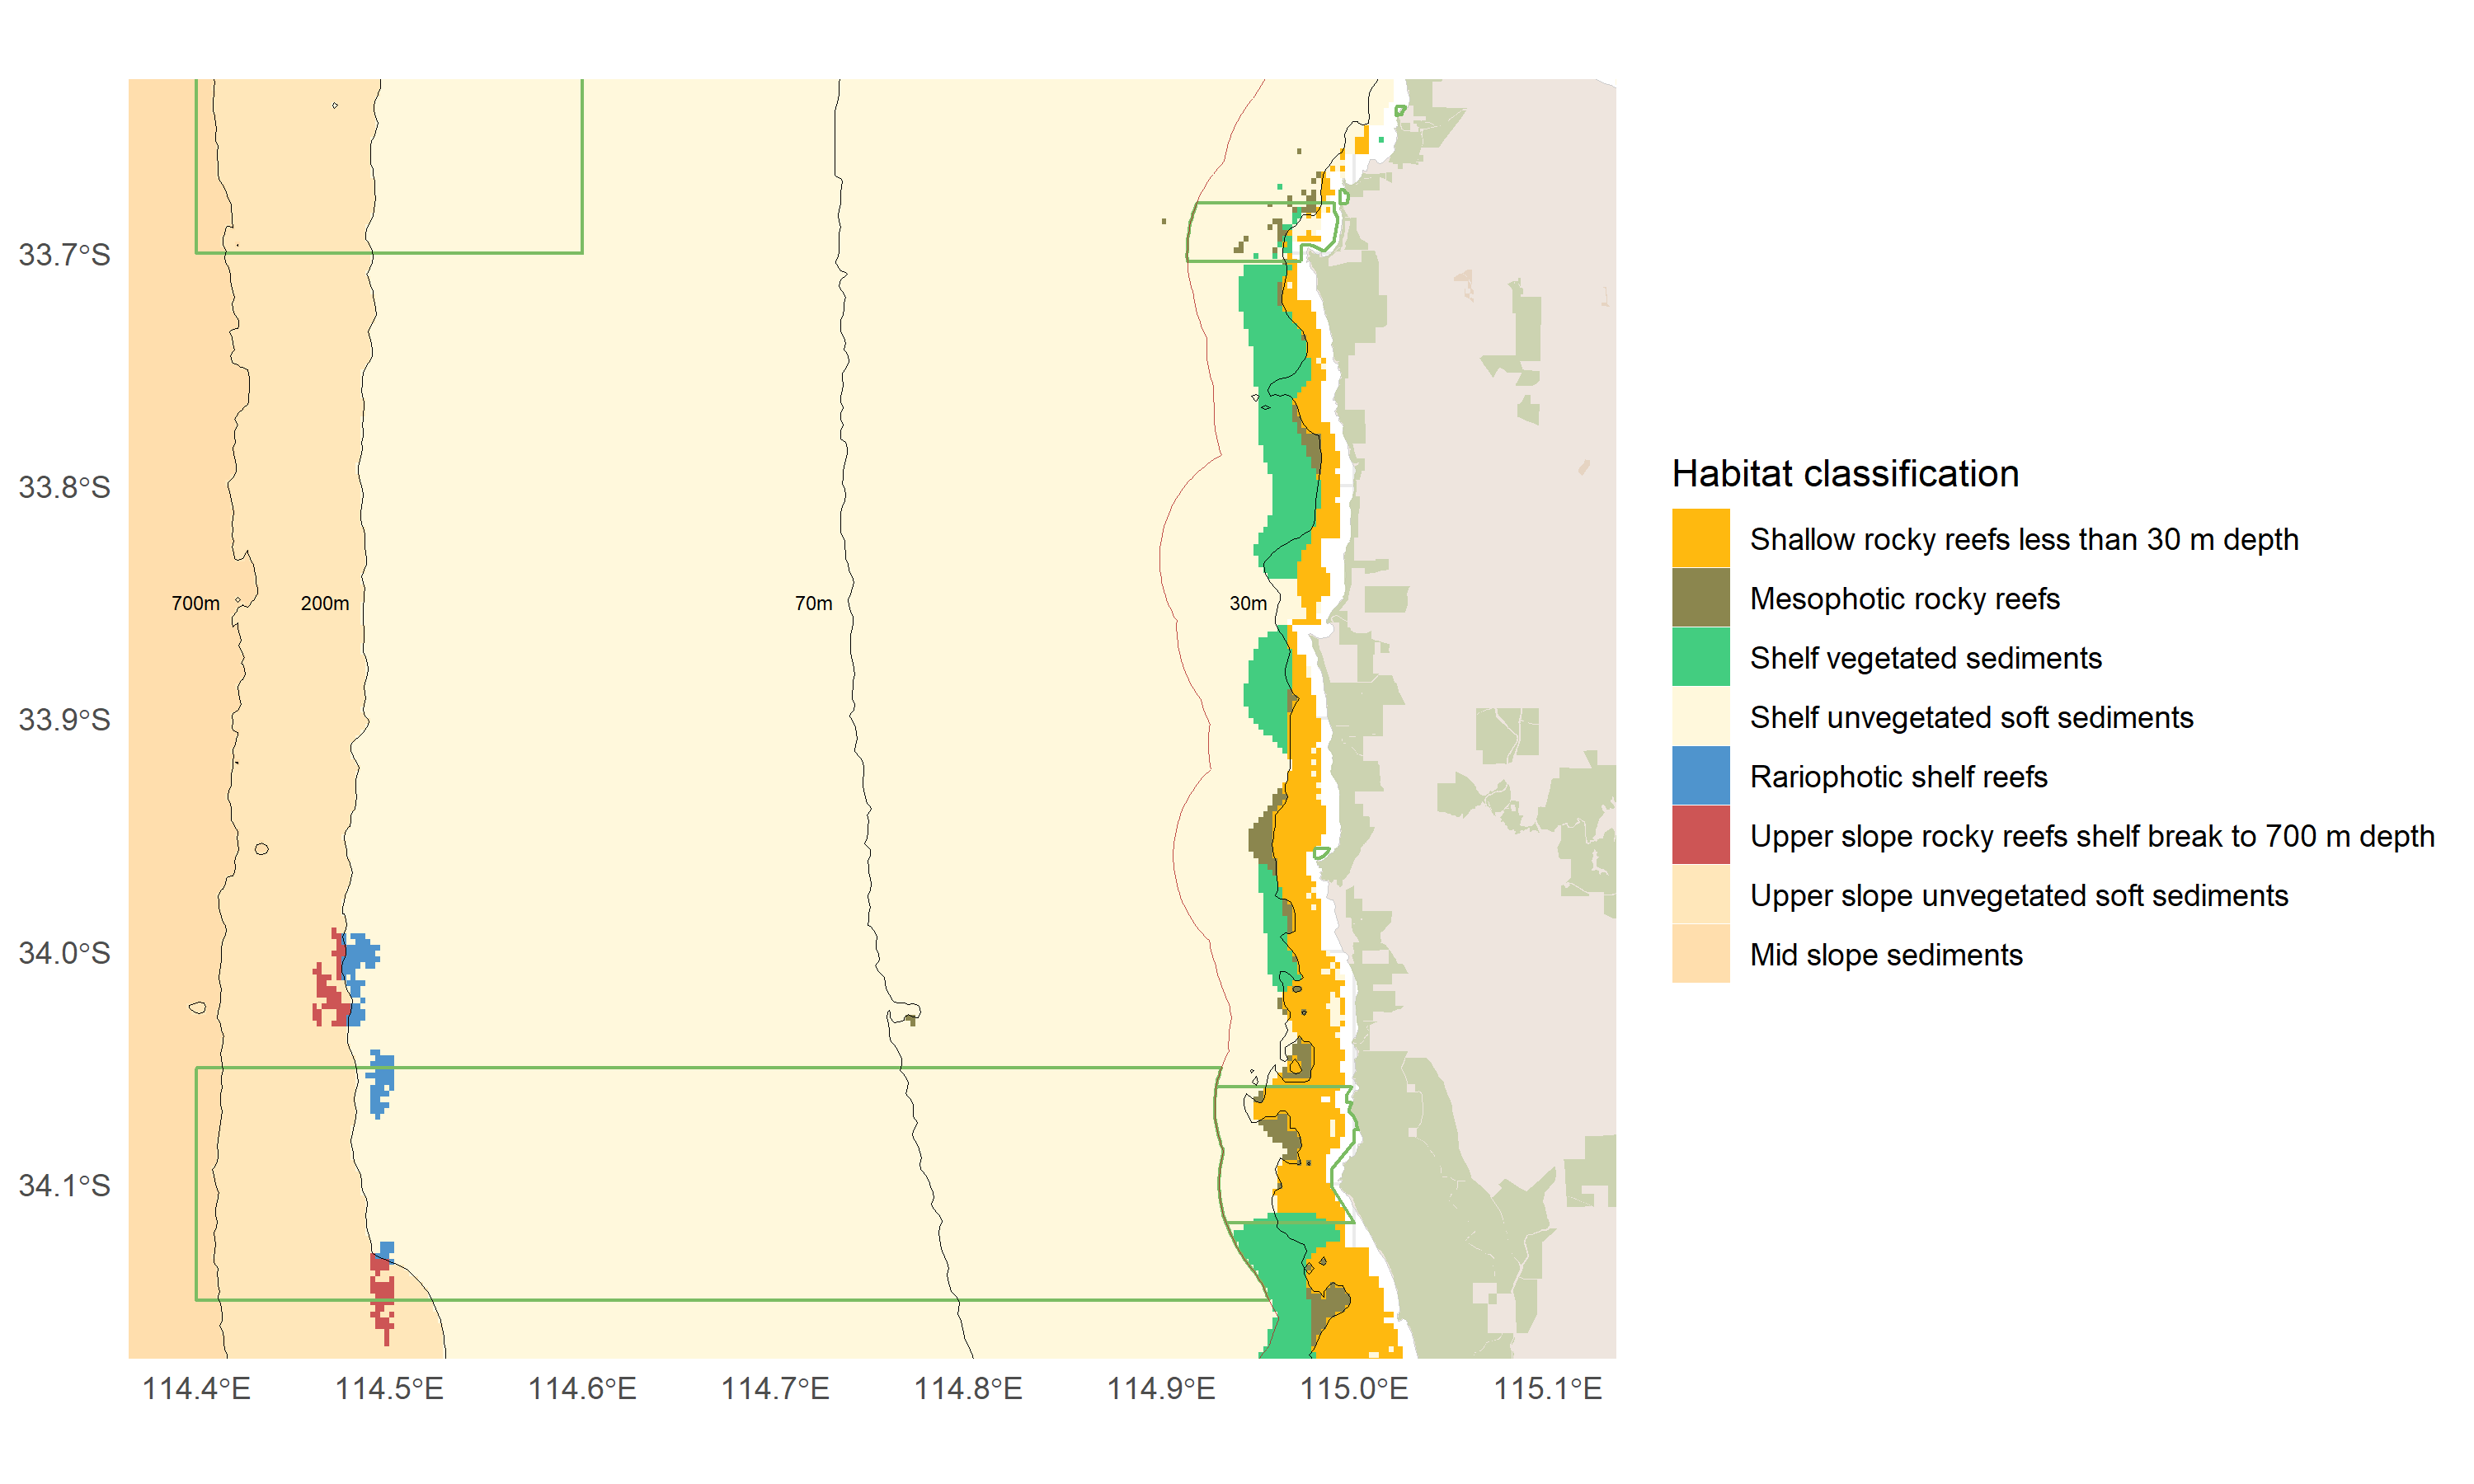 33.7°S
33.8°S
33.9°S
34.0°S
34.1°S
700m
200m
70m
30m
114.4°E
114.5°E
114.6°E
114.7°E
114.8°E
114.9°E
115.0°E
115.1°E
Habitat classification
Shallow rocky reefs less than 30 m depth
Mesophotic rocky reefs
Shelf vegetated sediments
Shelf unvegetated soft sediments
Rariophotic shelf reefs
Upper slope rocky reefs shelf break to 700 m depth
Upper slope unvegetated soft sediments
Mid slope sediments